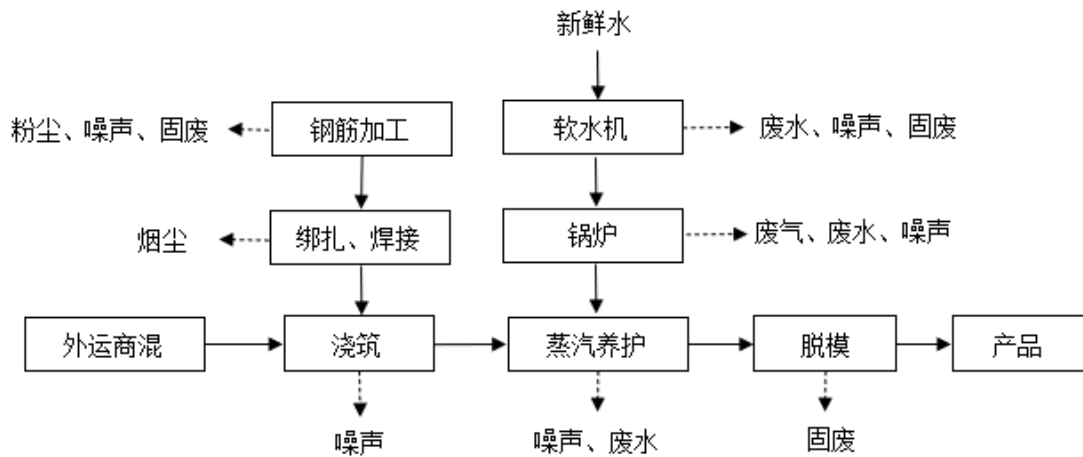 新鲜水
粉尘、噪声、固废
钢筋加工
软水机
废水、噪声、固废
烟尘
绑扎、焊接
锅炉
废气、废水、噪声
外运商混
浇筑
蒸汽养护
脱模
产品
噪声
噪声、废水
固废